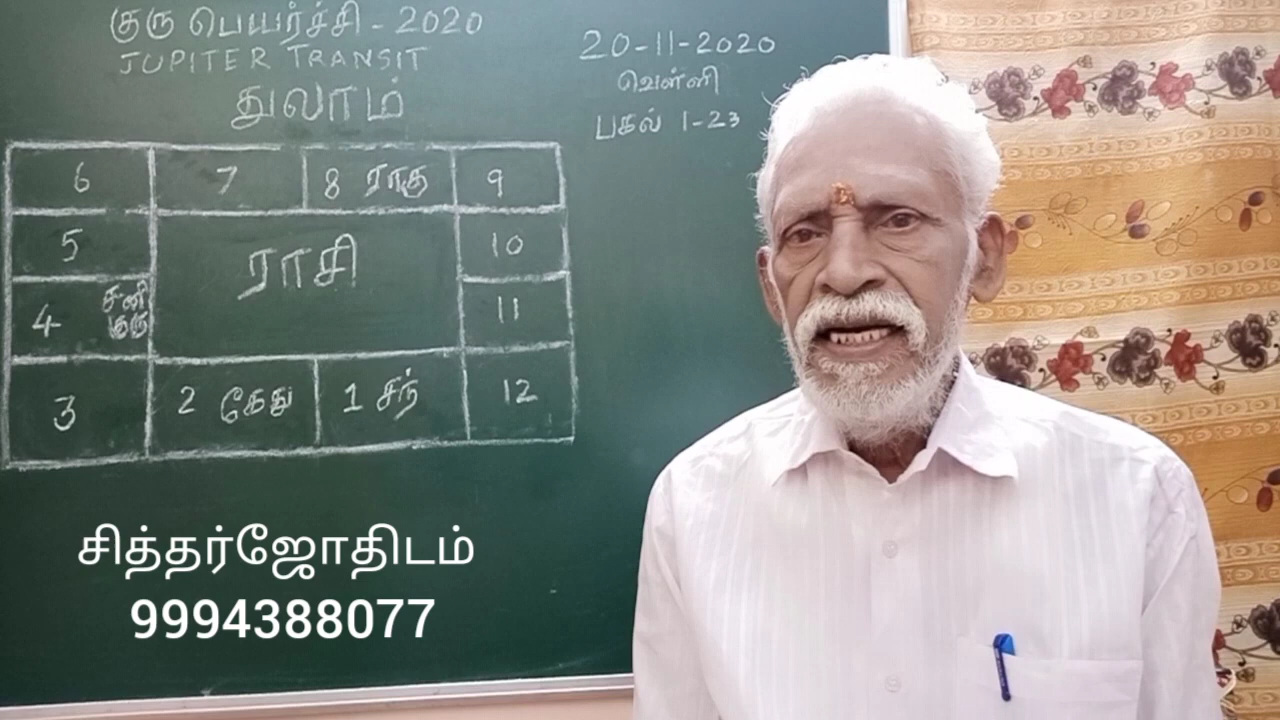 குரு பெயர்ச்சி - 2020
JUPITER TRANSIT
துலாம்
20-11-2020
வெள்ளி
பகல் 1-23
6 7 8 ராகு 9
5 ராசி 10
4 சனி குரு 11
3 2 கேது 1 சந் 12
சித்தர்ஜோதிடம்
9994388077